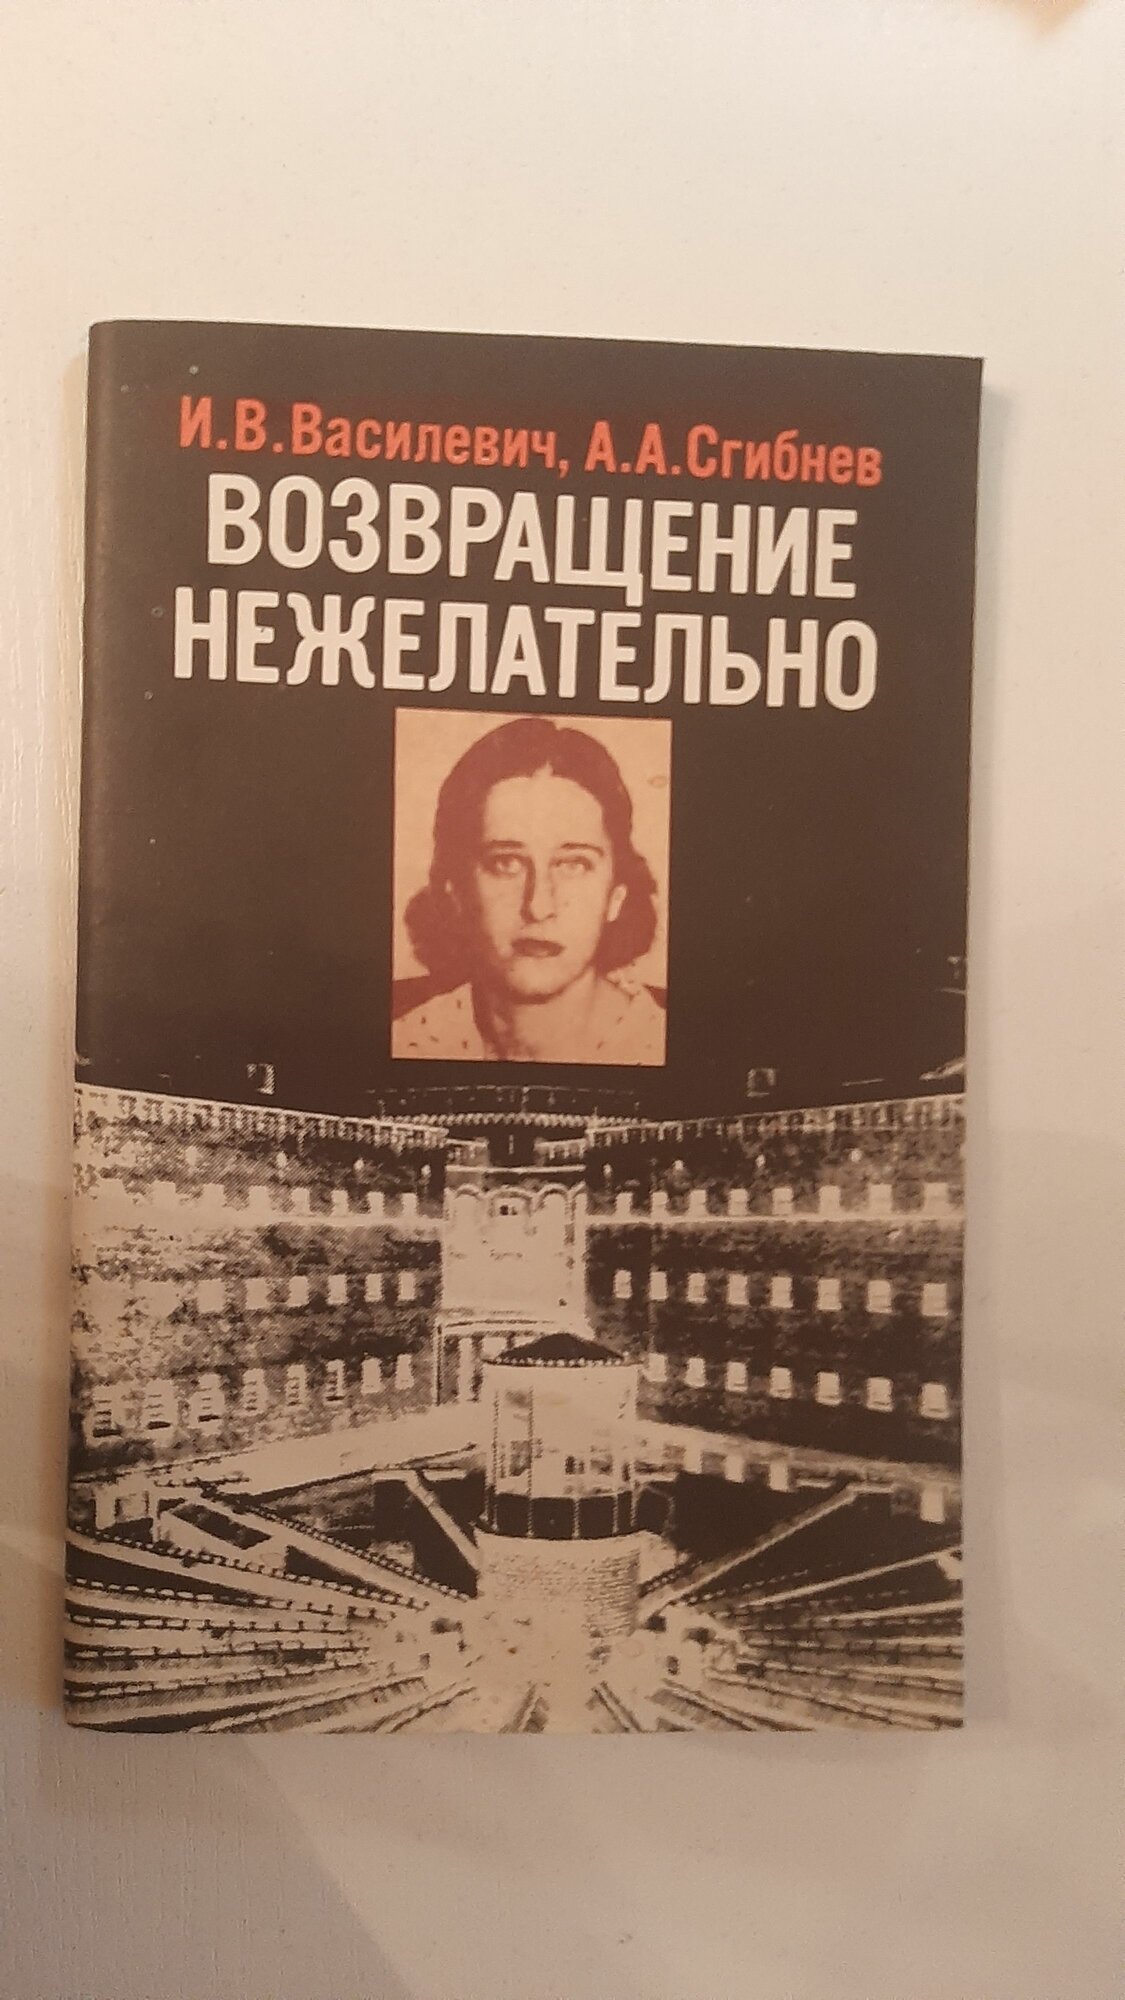 И.В.Василевич, А.А.Сгибнев
ВОЗВРАЩЕНИЕ
НЕЖЕЛАТЕЛЬНО